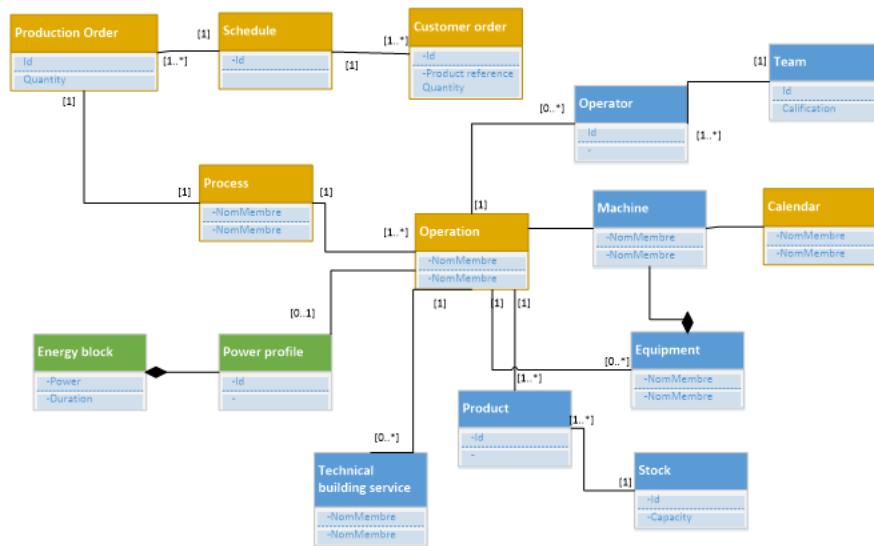 Production Order
Id
Quantity
[1]
[1..*]
[1]
Schedule
-Id
[1]
[1..*]
Customer order
-Id
-Product reference
Quantity
Team
Id
Calification
[1]
[1..*]
Operator
Id
-
[0..*]
[1]
Process
-NomMembre
-NomMembre
[1]
[1]
[1..*]
Operation
-NomMembre
-NomMembre
Machine
-NomMembre
-NomMembre
Calendar
-NomMembre
-NomMembre
[1]
[1]
[1]
[0..1]
Energy block
-Power
-Duration
Power profile
-Id
-
Equipment
-NomMembre
-NomMembre
[0..*]
[1..*]
Product
-Id
-
[1..*]
[0..*]
Technical
building service
-NomMembre
-NomMembre
[1]
Stock
-Id
-Capacity